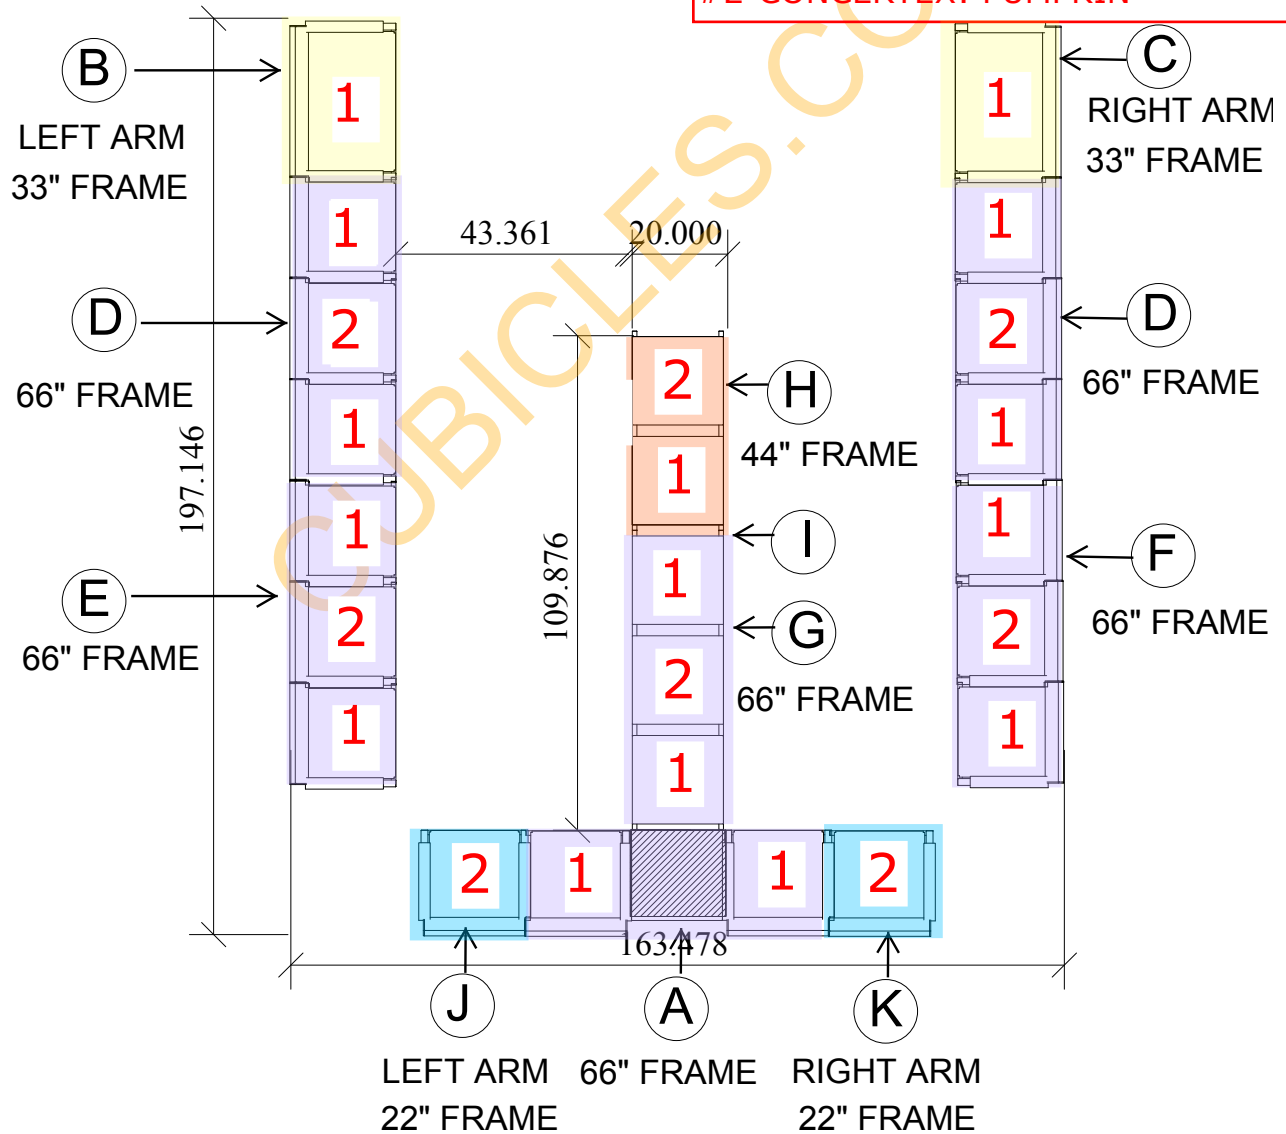 # 2 CONCERTEX: PUMPKIN
B
LEFT ARM
33" FRAME
C
RIGHT ARM
33" FRAME
1
1
1
1
43.361
20.000
D
66" FRAME
2
2
D
66" FRAME
2
H
44" FRAME
197.146
1
1
1
I
109.876
1
1
1
E
66" FRAME
F
66" FRAME
2
2
G
66" FRAME
2
1
1
1
2
1
1
2
163.478
J
LEFT ARM
22" FRAME
A
66" FRAME
K
RIGHT ARM
22" FRAME
CUBICLES.CO